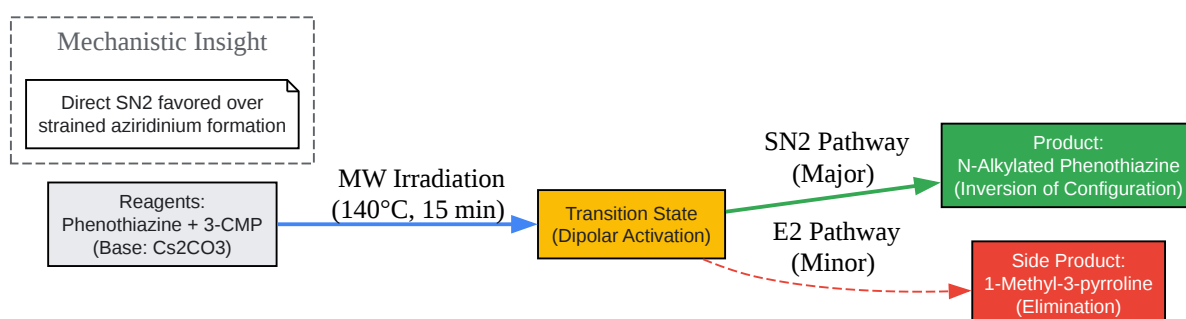 Mechanistic Insight
Direct SN2 favored over
strained aziridinium formation
Reagents:
Phenothiazine + 3-CMP
(Base: Cs2CO3)
MW Irradiation
(140°C, 15 min)
Transition State
(Dipolar Activation)
SN2 Pathway
(Major)
E2 Pathway
(Minor)
Product:
N-Alkylated Phenothiazine
(Inversion of Configuration)
Side Product:
1-Methyl-3-pyrroline
(Elimination)